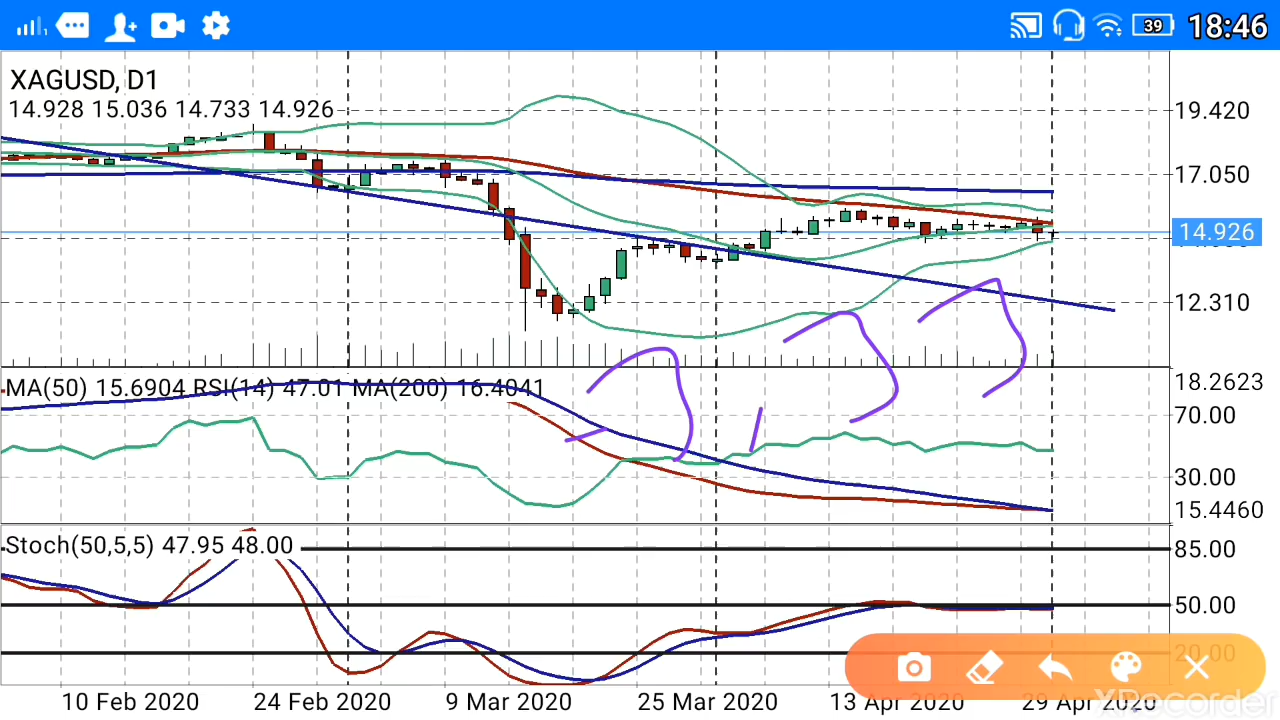 39 18:46
XAGUSD, D1
14.928 15.036 14.733 14.926
19.420
17.050
14.926
12.310
MA(50) 15.6904 RSI(14) 47.01 MA(200) 16.4041
18.2623
70.00
30.00
15.4460
Stoch(50,5,5) 47.95 48.00
85.00
50.00
20.00
10 Feb 2020 24 Feb 2020 9 Mar 2020 25 Mar 2020 13 Apr 2020 29 Apr 2020
XRecorder